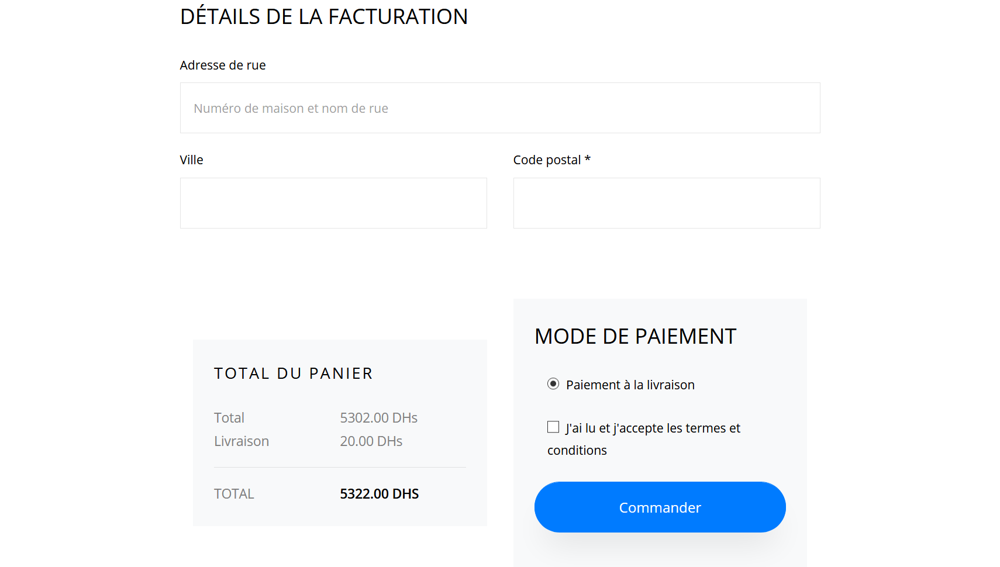 DÉTAILS DE LA FACTURATION
Adresse de rue
Numéro de maison et nom de rue
Ville
Code postal *
TOTAL DU PANIER
Total 5302.00 DHs
Livraison 20.00 DHs
TOTAL 5322.00 DHS
MODE DE PAIEMENT
Paiement à la livraison
J'ai lu et j'accepte les termes et
conditions
Commander